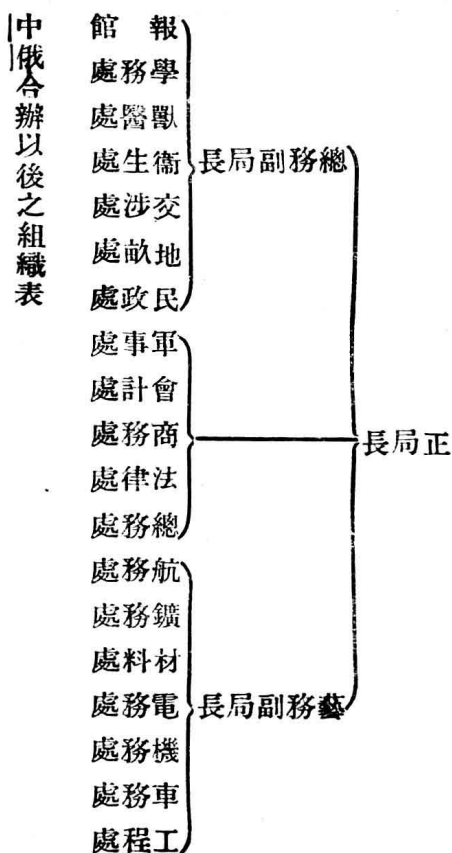 正局長
總務副局長
藝務副局長
報館
學務處
獸醫處
衞生處
交涉處
地畝處
民政處
軍事處
會計處
商務處
法律處
總務處
航務處
鑛務處
材料處
電務處
機務處
車務處
工程處
中俄合辦以後之組織表